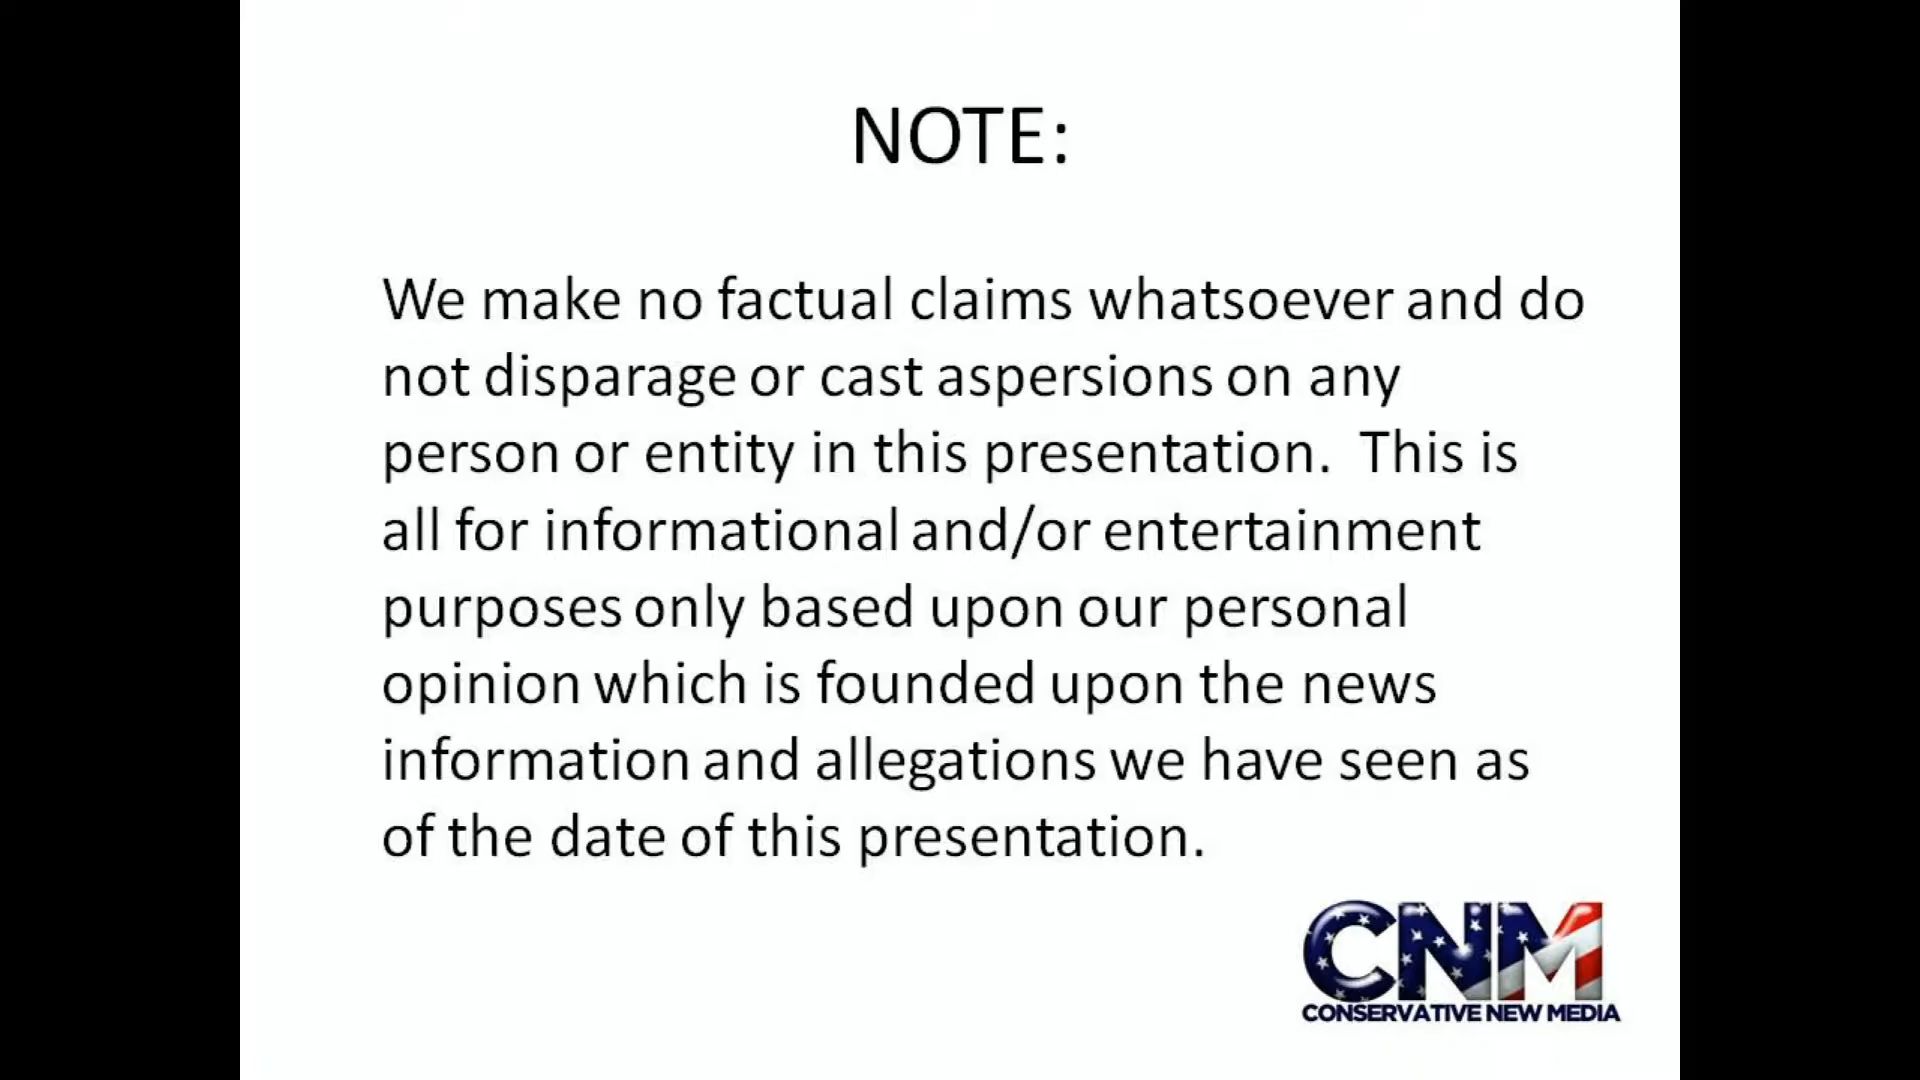 NOTE:
We make no factual claims whatsoever and do
not disparage or cast aspersions on any
person or entity in this presentation.  This is
all for informational and/or entertainment
purposes only based upon our personal
opinion which is founded upon the news
information and allegations we have seen as
of the date of this presentation.
CNM
CONSERVATIVE NEW MEDIA